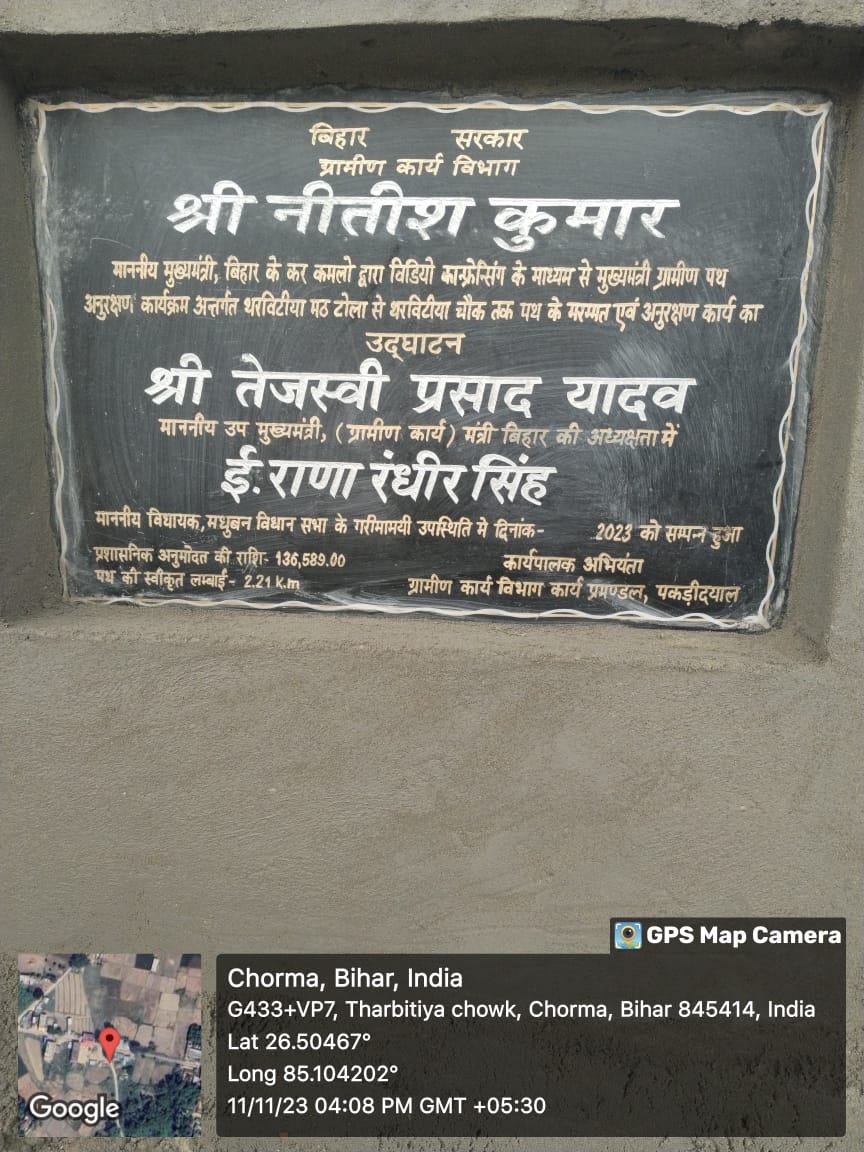 बिहार सरकार
ग्रामीण कार्य विभाग
श्री नीतीश कुमार
माननीय मुख्यमंत्री, बिहार के कर कमलो द्वारा विडियो कान्फ्रेसिंग के माध्यम से मुख्यमंत्री ग्रामीण पथ
अनुरक्षण कार्यक्रम अन्तर्गत थरविटीया मठ टोला से थरविटीया चौक तक पथ के मरम्मत एवं अनुरक्षण कार्य का
उद्घाटन
श्री तेजस्वी प्रसाद यादव
माननीय उप मुख्यमंत्री, (ग्रामीण कार्य) मंत्री बिहार की अध्यक्षता में
ई. राणा रंधीर सिंह
माननीय विधायक, मधुबन विधान सभा के गरीमामयी उपस्थिति मे दिनांक- 2023 को सम्पन्न हुआ
प्रशासनिक अनुमोदत की राशि- 136,589.00
पथ की स्वीकृत लम्बाई- 2.21 k.m
कार्यपालक अभियंता
ग्रामीण कार्य विभाग कार्य प्रमण्डल, पकड़ीदयाल
GPS Map Camera
Chorma, Bihar, India
G433+VP7, Tharbitiya chowk, Chorma, Bihar 845414, India
Lat 26.50467°
Long 85.104202°
11/11/23 04:08 PM GMT +05:30
Google